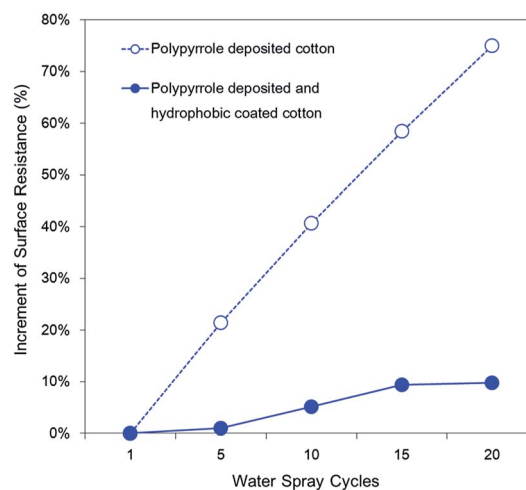 80%
70%
60%
50%
40%
30%
20%
10%
0%
Increment of Surface Resistance (%)
Polypyrrole deposited cotton
Polypyrrole deposited and
hydrophobic coated cotton
1 5 10 15 20
Water Spray Cycles